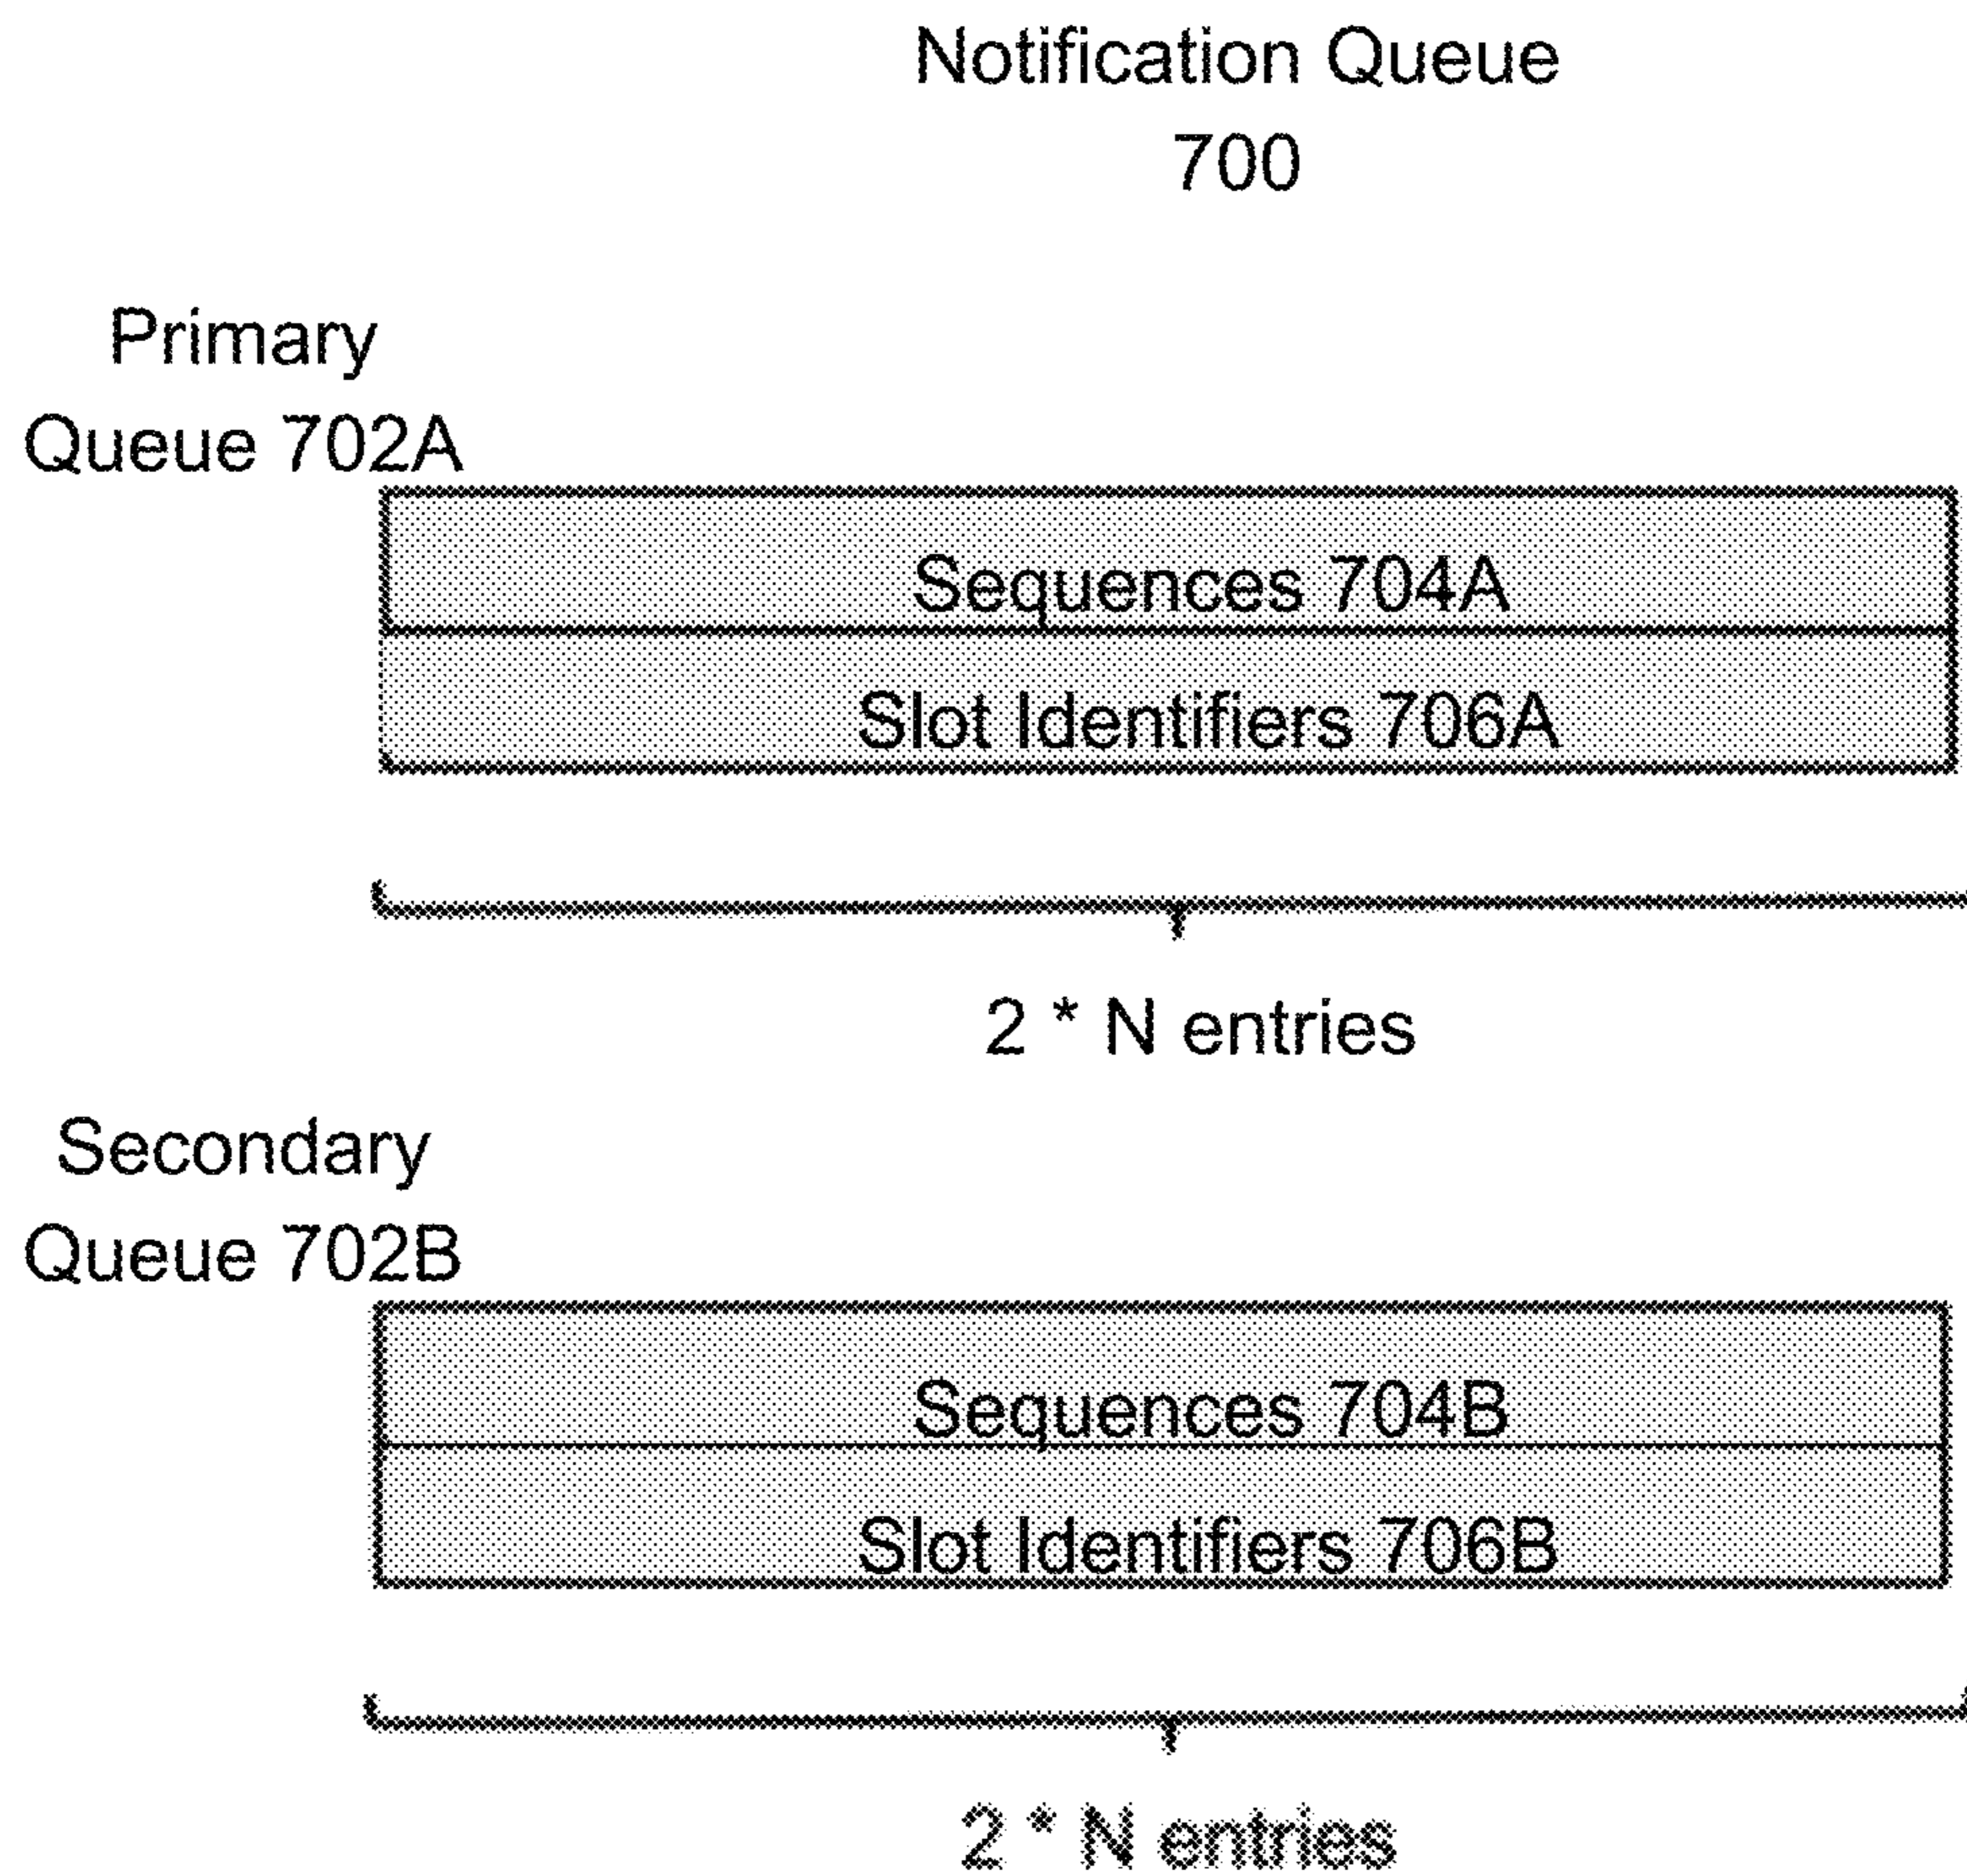 Notification Queue
700
Primary
Queue 702A
Sequences 704A
Slot Identifiers 706A
2 * N entries
Secondary
Queue 702B
Sequences 704B
Slot Identifiers 706B
2 * N entries